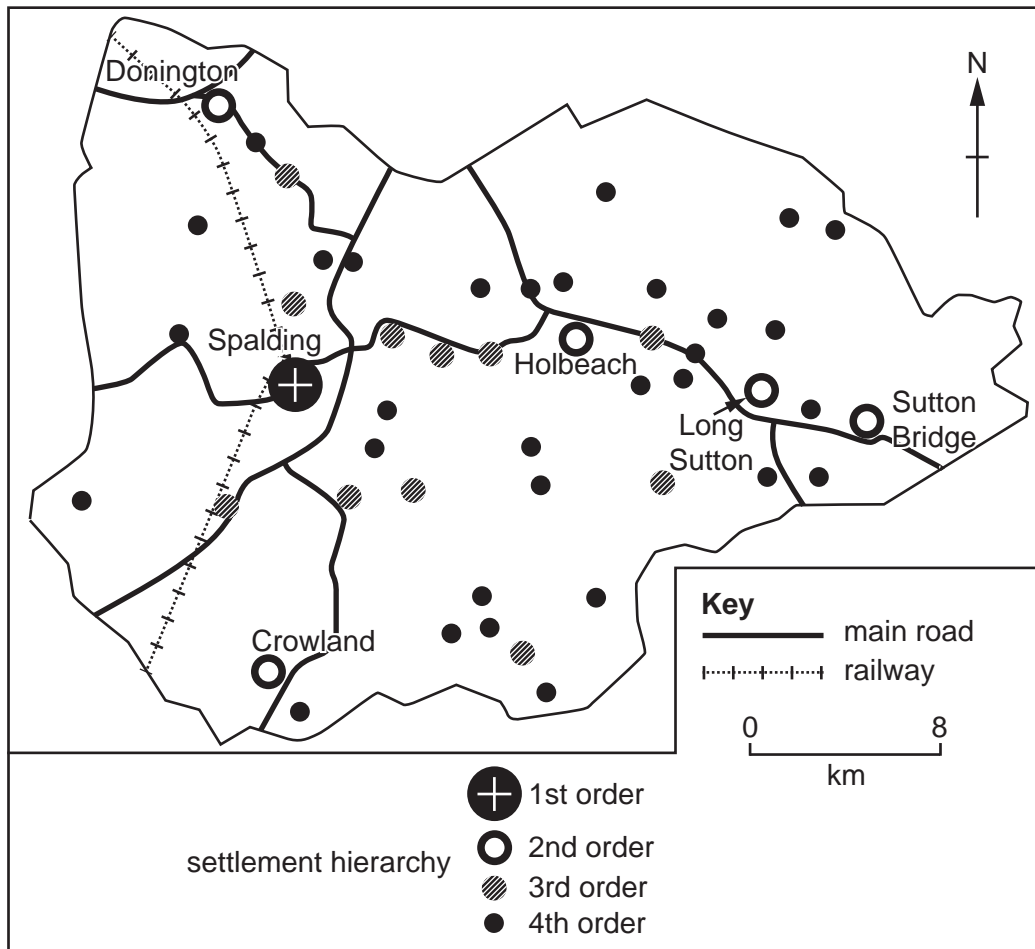 Donington
N
Spalding
Holbeach
Long
Sutton
Sutton
Bridge
Crowland
Key
main road
railway
0 8
km
settlement hierarchy
1st order
2nd order
3rd order
4th order